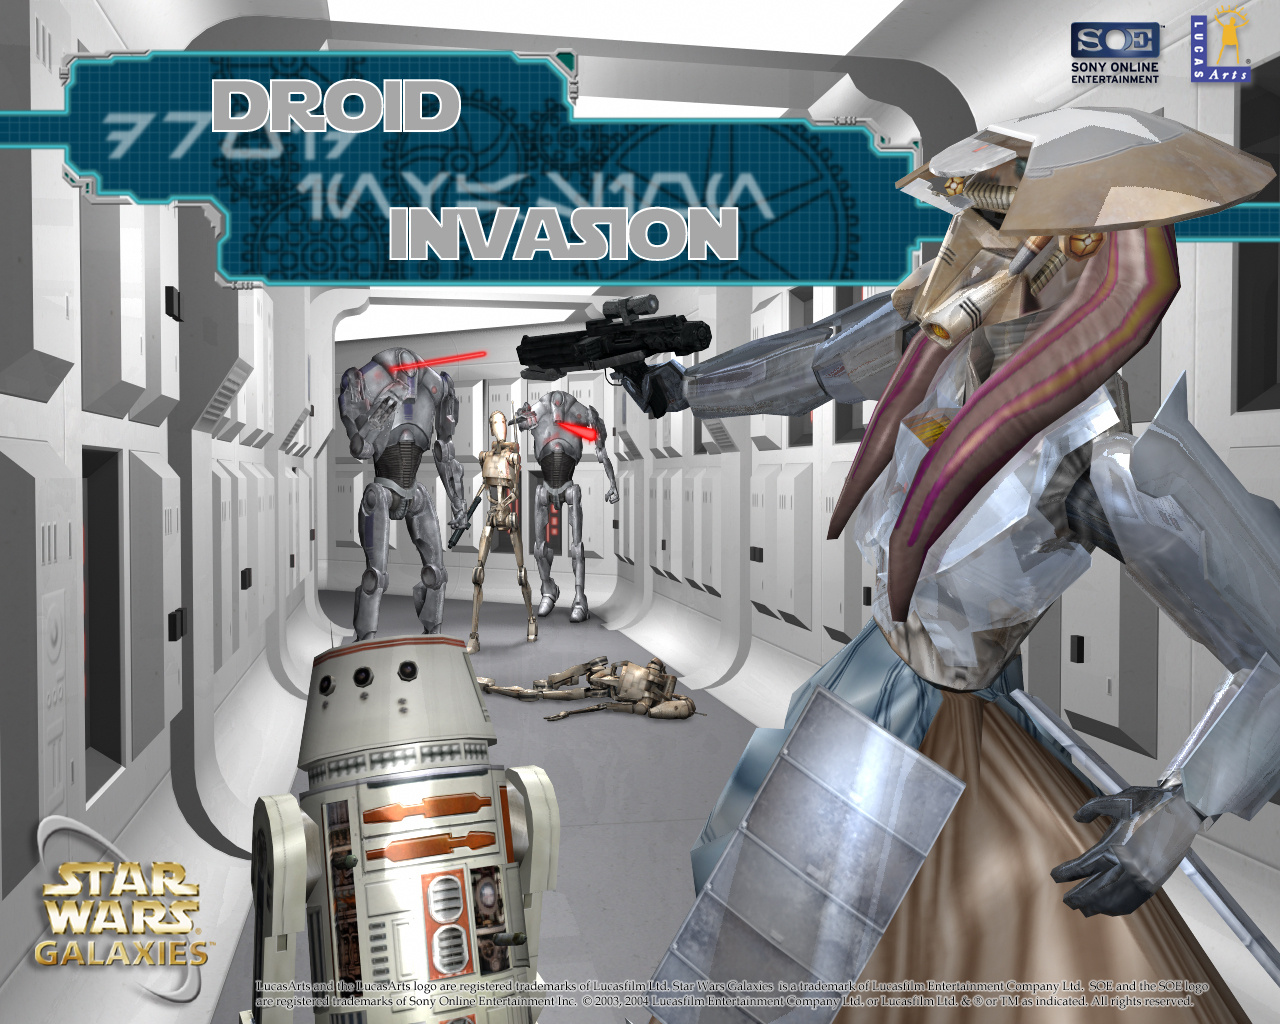 SOE
SONY ONLINE
ENTERTAINMENT
LUCAS
Arts
DROID
INVASION
STAR
WARS
GALAXIES™
LucasArts and the LucasArts logo are registered trademarks of Lucasfilm Ltd. Star Wars Galaxies is a trademark of Lucasfilm Entertainment Company Ltd. SOE and the SOE logo
are registered trademarks of Sony Online Entertainment Inc. © 2003, 2004 Lucasfilm Entertainment Company Ltd. or Lucasfilm Ltd. & ® or TM as indicated. All rights reserved.